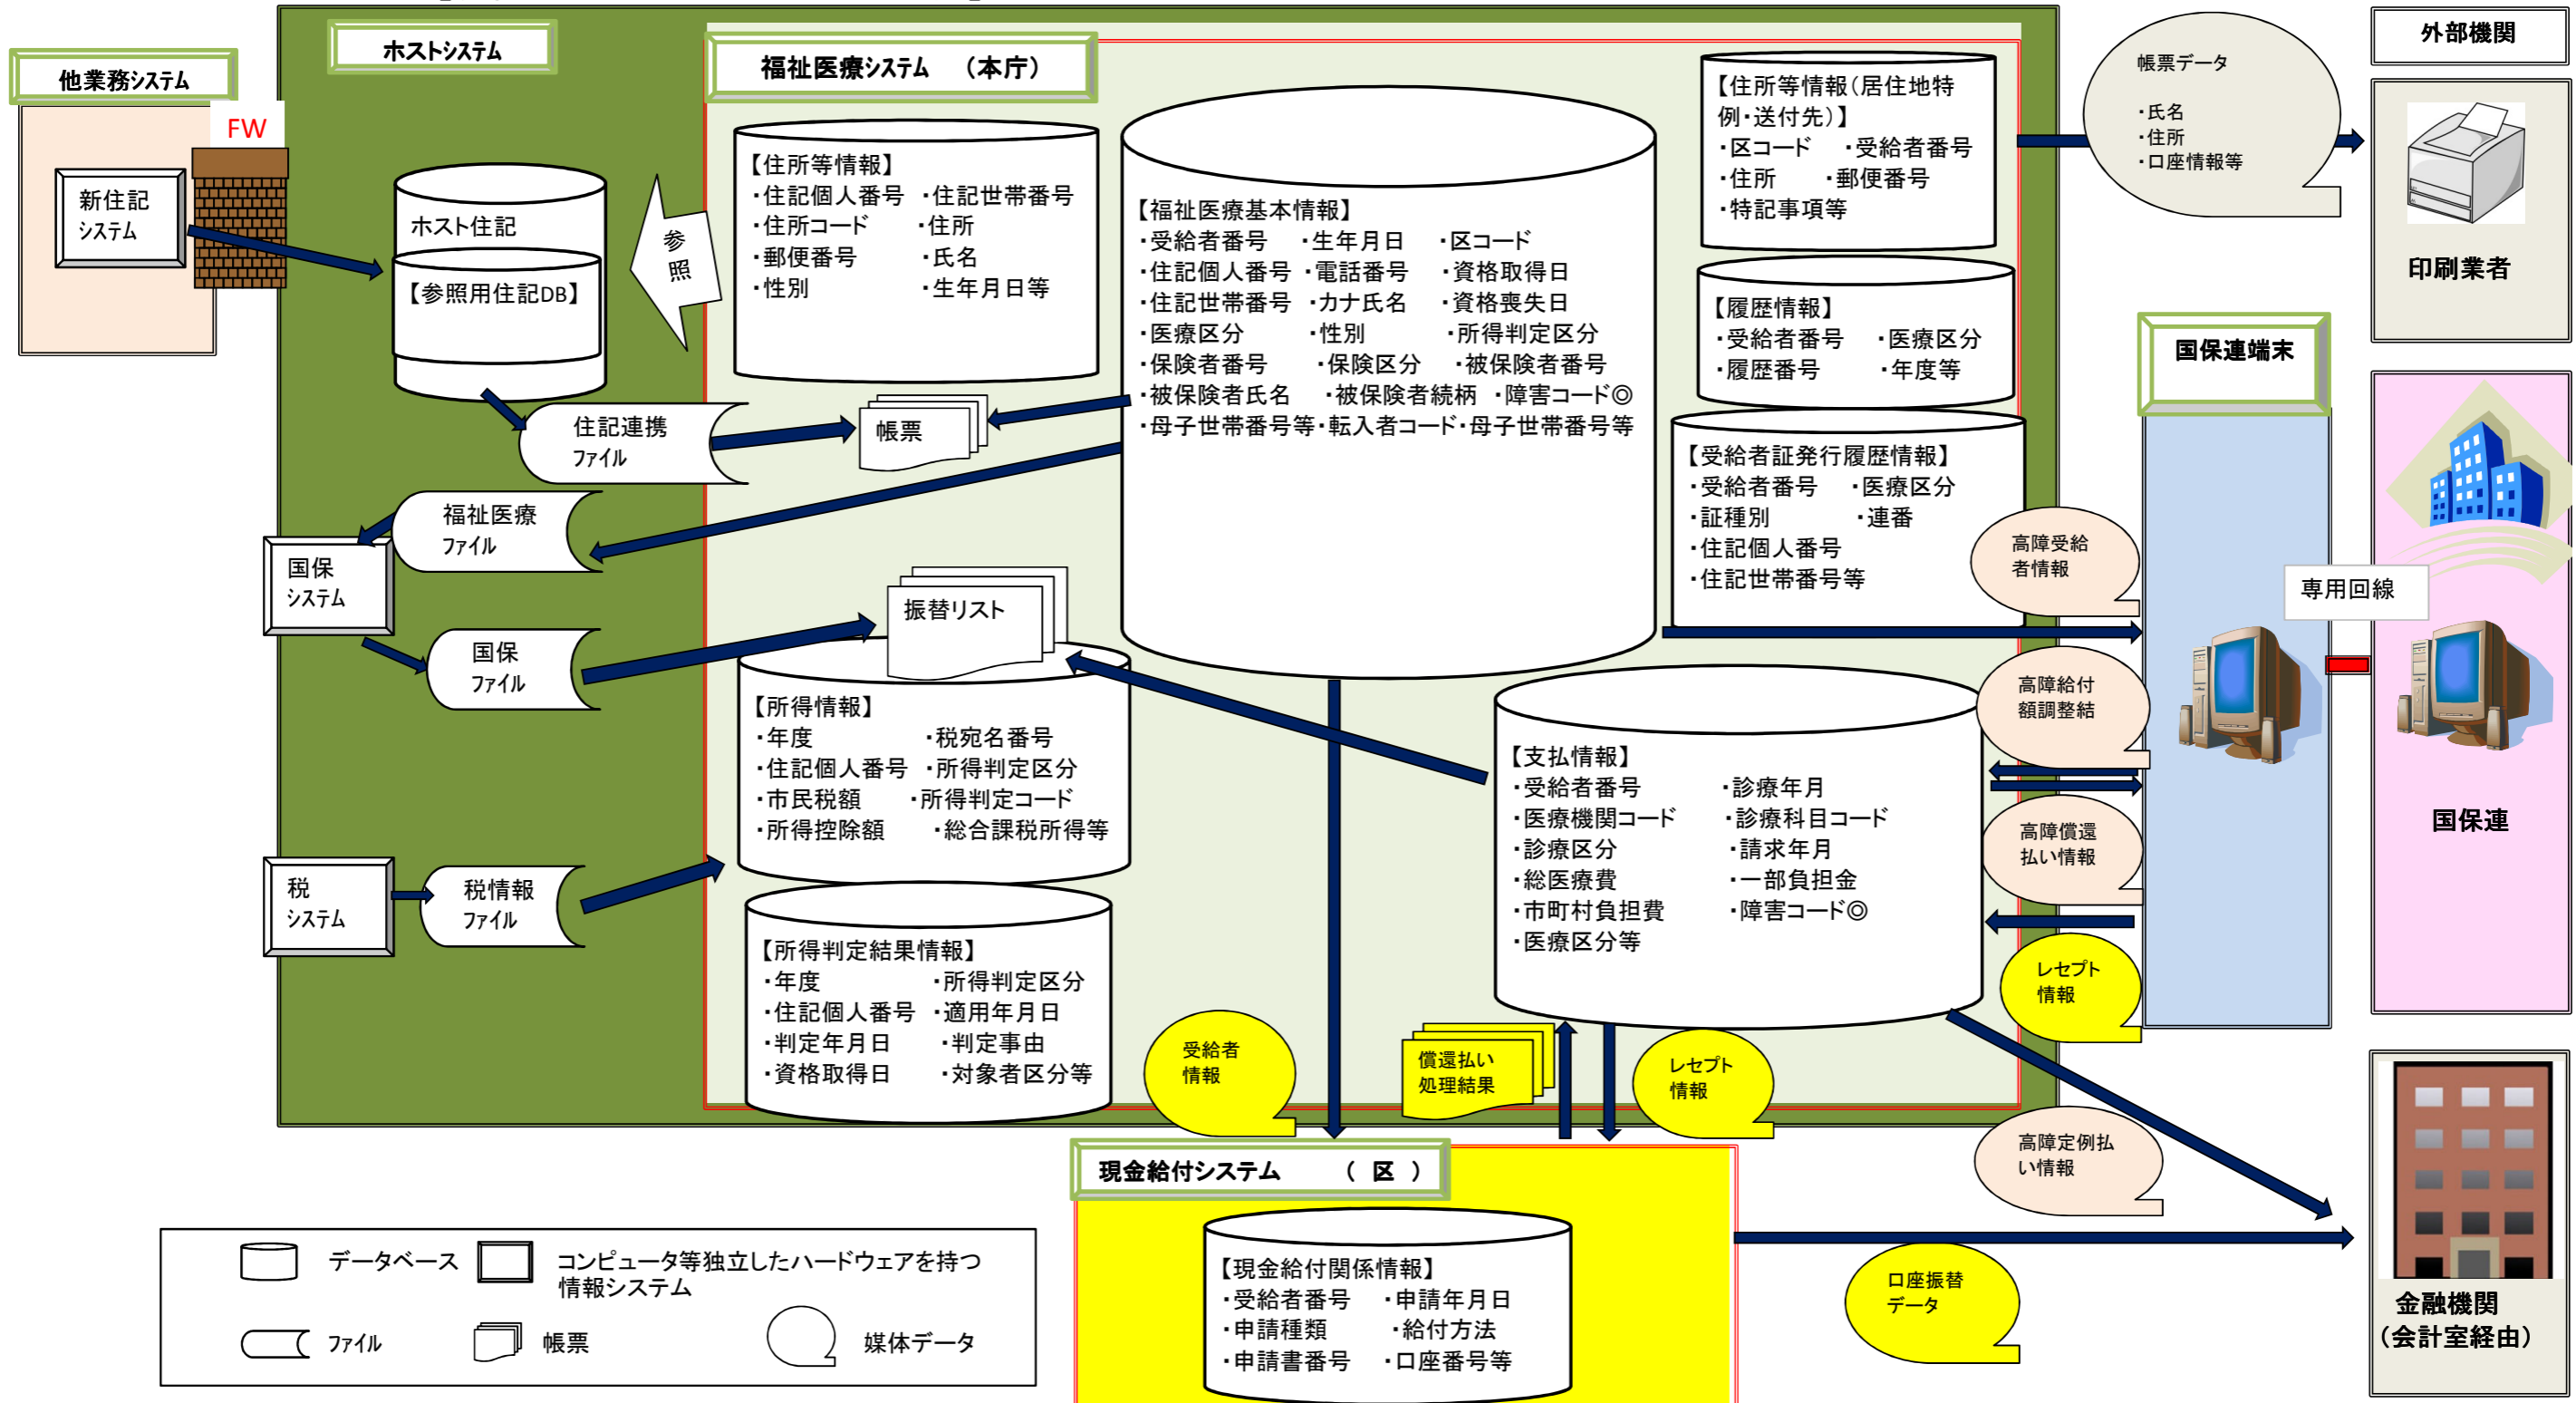 他業務システム
FW
新住記
システム
ホストシステム
ホスト住記
【参照用住記DB】
参
照
住記連携
ファイル
福祉医療
ファイル
国保
システム
国保
ファイル
税
システム
税情報
ファイル
福祉医療システム （本庁）
【住所等情報】
・住記個人番号 ・住記世帯番号
・住所コード ・住所
・郵便番号 ・氏名
・性別 ・生年月日等
帳票
振替リスト
【所得情報】
・年度 ・税宛名番号
・住記個人番号 ・所得判定区分
・市民税額 ・所得判定コード
・所得控除額 ・総合課税所得等
【所得判定結果情報】
・年度 ・所得判定区分
・住記個人番号 ・適用年月日
・判定年月日 ・判定事由
・資格取得日 ・対象者区分等
【福祉医療基本情報】
・受給者番号 ・生年月日 ・区コード
・住記個人番号 ・電話番号 ・資格取得日
・住記世帯番号 ・カナ氏名 ・資格喪失日
・医療区分 ・性別 ・所得判定区分
・保険者番号 ・保険区分 ・被保険者番号
・被保険者氏名 ・被保険者続柄 ・障害コード◎
・母子世帯番号等・転入者コード・母子世帯番号等
【住所等情報（居住地特
例・送付先）】
・区コード ・受給者番号
・住所 ・郵便番号
・特記事項等
【履歴情報】
・受給者番号 ・医療区分
・履歴番号 ・年度等
【受給者証発行履歴情報】
・受給者番号 ・医療区分
・証種別 ・連番
・住記個人番号
・住記世帯番号等
【支払情報】
・受給者番号 ・診療年月
・医療機関コード ・診療科目コード
・診療区分 ・請求年月
・総医療費 ・一部負担金
・市町村負担費 ・障害コード◎
・医療区分等
帳票データ
・氏名
・住所
・口座情報等
外部機関
印刷業者
国保連端末
高障受給
者情報
専用回線
高障給付
額調整結
高障償還
払い情報
レセプト
情報
国保連
受給者
情報
償還払い
処理結果
レセプト
情報
高障定例払
い情報
現金給付システム （ 区 ）
【現金給付関係情報】
・受給者番号 ・申請年月日
・申請種類 ・給付方法
・申請書番号 ・口座番号等
口座振替
データ
金融機関
（会計室経由）
データベース
コンピュータ等独立したハードウェアを持つ
情報システム
ファイル
帳票
媒体データ